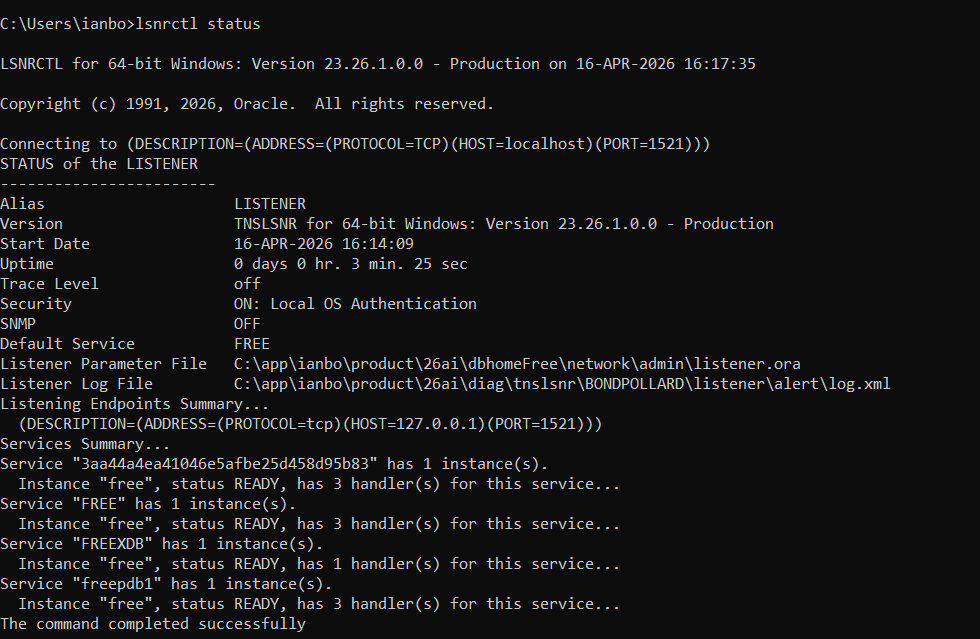 C:\Users\ianbo>lsnrctl status
LSNRCTL for 64-bit Windows: Version 23.26.1.0.0 - Production on 16-APR-2026 16:17:35
Copyright (c) 1991, 2026, Oracle.  All rights reserved.
Connecting to (DESCRIPTION=(ADDRESS=(PROTOCOL=TCP)(HOST=localhost)(PORT=1521)))
STATUS of the LISTENER
------------------------
Alias                     LISTENER
Version                   TNSLSNR for 64-bit Windows: Version 23.26.1.0.0 - Production
Start Date                16-APR-2026 16:14:09
Uptime                    0 days 0 hr. 3 min. 25 sec
Trace Level               off
Security                  ON: Local OS Authentication
SNMP                      OFF
Default Service           FREE
Listener Parameter File   C:\app\ianbo\product\26ai\dbhomeFree\network\admin\listener.ora
Listener Log File         C:\app\ianbo\product\26ai\diag\tnslsnr\BONDPOLLARD\listener\alert\log.xml
Listening Endpoints Summary...
  (DESCRIPTION=(ADDRESS=(PROTOCOL=tcp)(HOST=127.0.0.1)(PORT=1521)))
Services Summary...
Service "3aa44a4ea41046e5afbe25d458d95b83" has 1 instance(s).
  Instance "free", status READY, has 3 handler(s) for this service...
Service "FREE" has 1 instance(s).
  Instance "free", status READY, has 3 handler(s) for this service...
Service "FREEXDB" has 1 instance(s).
  Instance "free", status READY, has 1 handler(s) for this service...
Service "freepdb1" has 1 instance(s).
  Instance "free", status READY, has 3 handler(s) for this service...
The command completed successfully